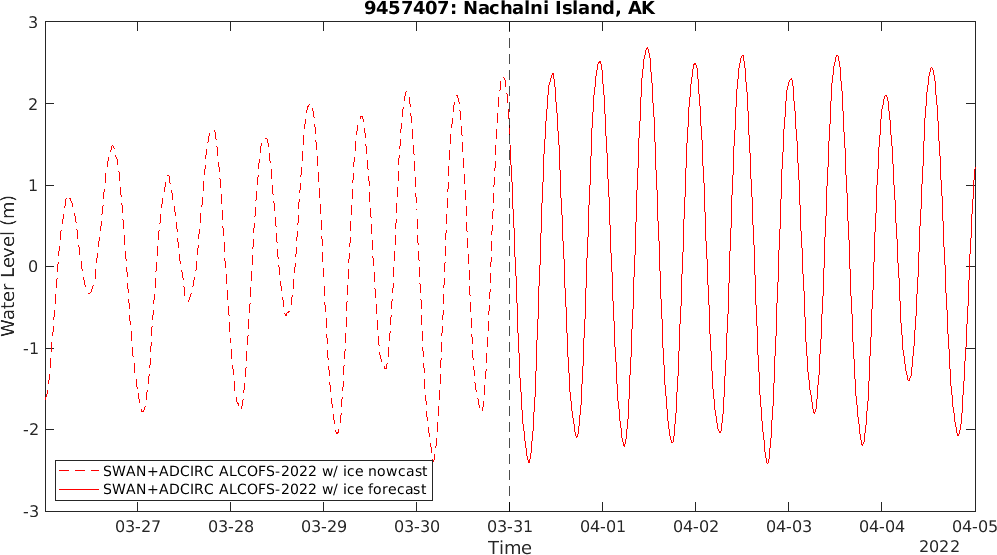 9457407: Nachalni Island, AK
3
2
1
0
-1
-2
-3
Water Level (m)
SWAN+ADCIRC ALCOFS-2022 w/ ice nowcast
SWAN+ADCIRC ALCOFS-2022 w/ ice forecast
03-27 03-28 03-29 03-30 03-31 04-01 04-02 04-03 04-04 04-05
Time
2022